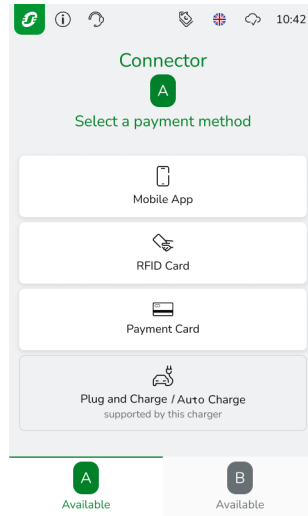 10:42
Connector
A
Select a payment method
Mobile App
RFID Card
Payment Card
Plug and Charge / Auto Charge
supported by this charger
A
B
Available
Available